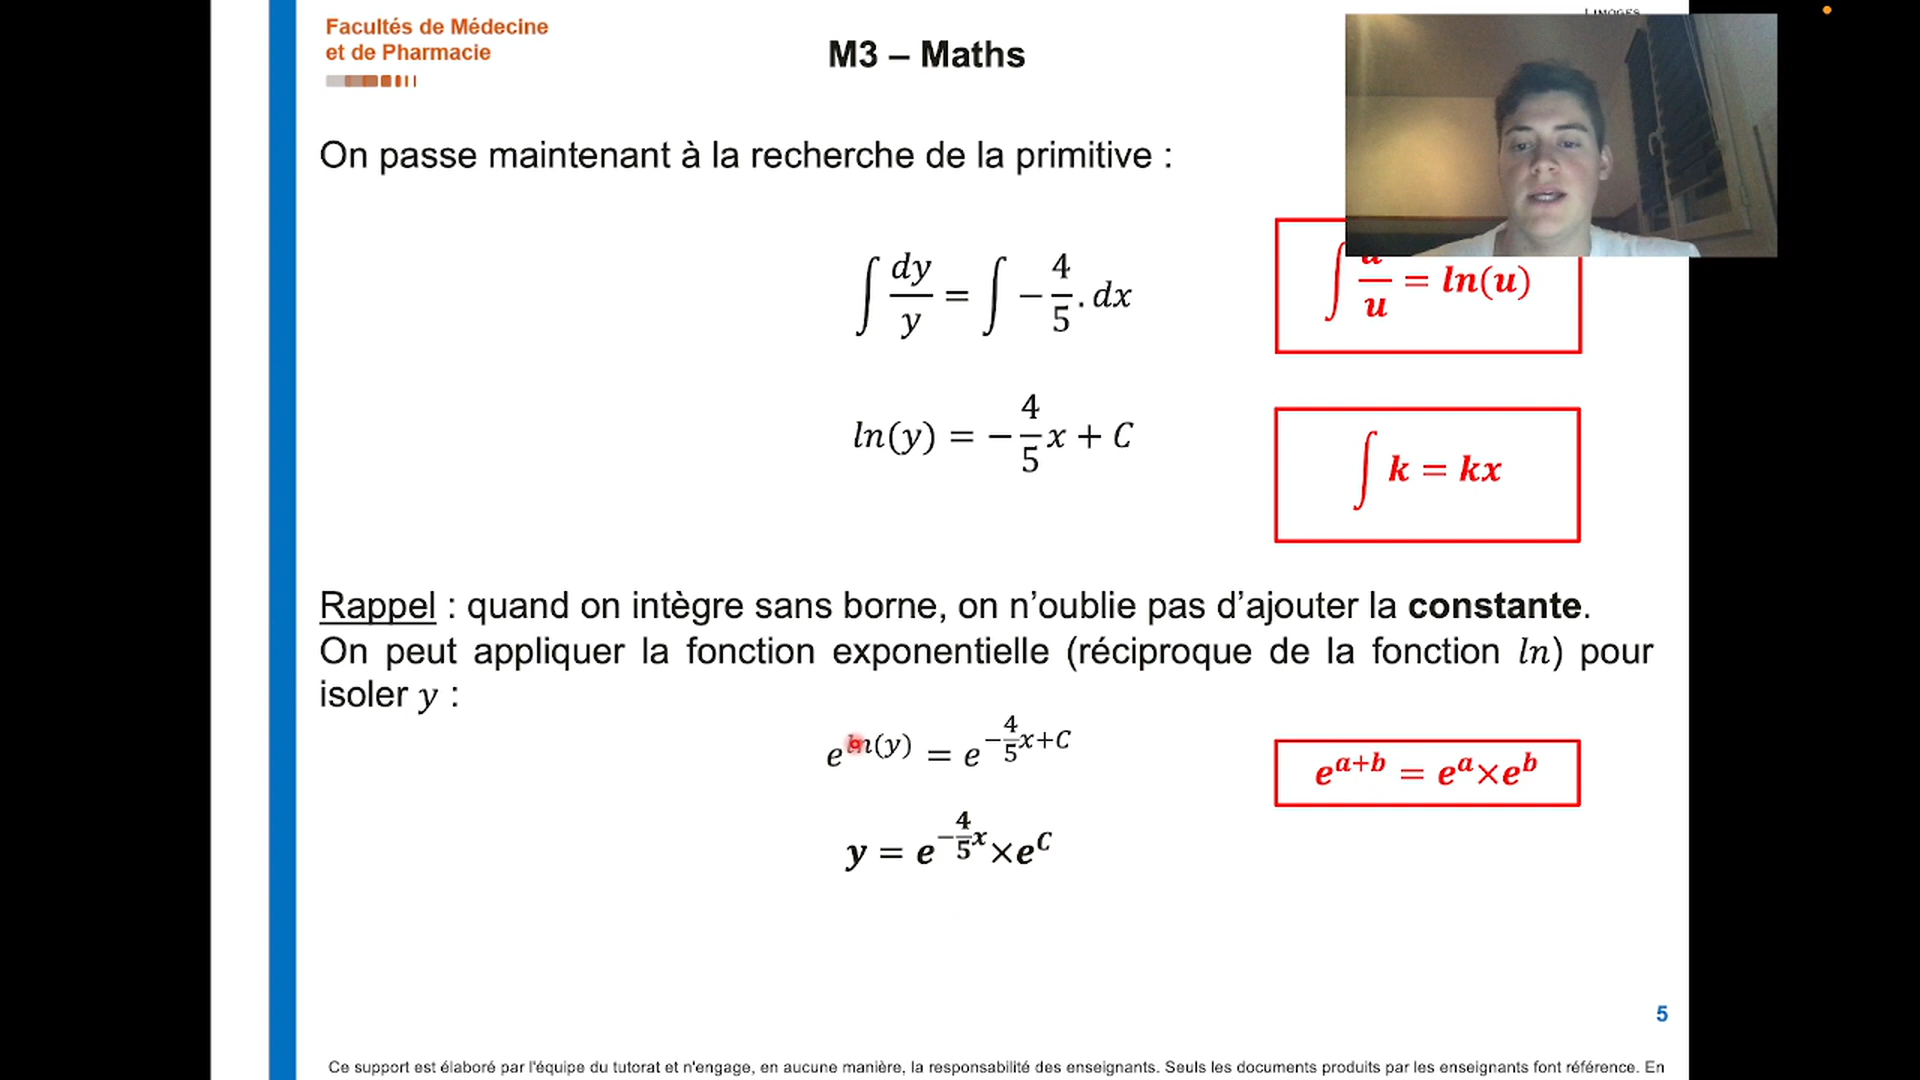 Facultés de Médecine
et de Pharmacie
LIMOGES
M3 – Maths
On passe maintenant à la recherche de la primitive :
∫ dy/y = ∫ − 4/5 . dx
∫ u/u = ln(u)
ln(y) = − 4/5 x + C
∫ k = kx
Rappel : quand on intègre sans borne, on n'oublie pas d'ajouter la constante.
On peut appliquer la fonction exponentielle (réciproque de la fonction ln) pour
isoler y :
e^{ln(y)} = e^{−4/5 x+C}
e^{a+b} = e^a×e^b
y = e^{−4/5 x}×e^C
5
Ce support est élaboré par l'équipe du tutorat et n'engage, en aucune manière, la responsabilité des enseignants. Seuls les documents produits par les enseignants font référence. En